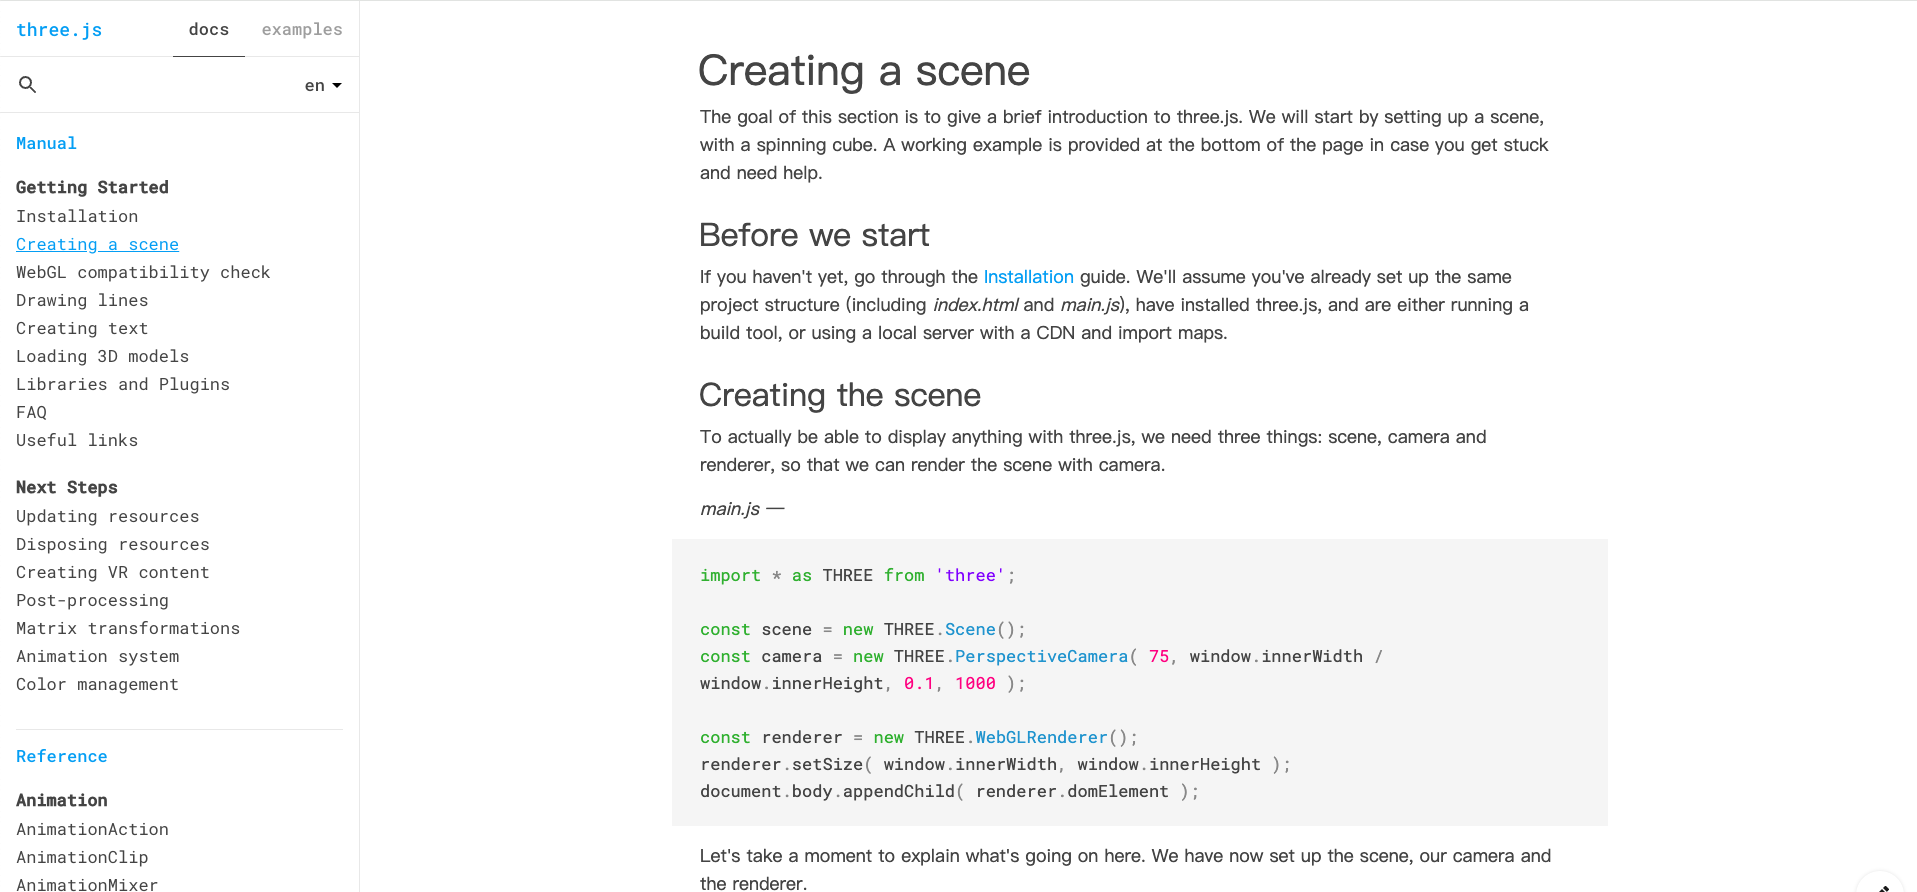 three.js
docs
examples
en
Manual
Getting Started
Installation
Creating a scene
WebGL compatibility check
Drawing lines
Creating text
Loading 3D models
Libraries and Plugins
FAQ
Useful links
Next Steps
Updating resources
Disposing resources
Creating VR content
Post-processing
Matrix transformations
Animation system
Color management
Reference
Animation
AnimationAction
AnimationClip
AnimationMixer
Creating a scene
The goal of this section is to give a brief introduction to three.js. We will start by setting up a scene,
with a spinning cube. A working example is provided at the bottom of the page in case you get stuck
and need help.
Before we start
If you haven't yet, go through the Installation guide. We'll assume you've already set up the same
project structure (including index.html and main.js), have installed three.js, and are either running a
build tool, or using a local server with a CDN and import maps.
Creating the scene
To actually be able to display anything with three.js, we need three things: scene, camera and
renderer, so that we can render the scene with camera.
main.js —
import * as THREE from 'three';
const scene = new THREE.Scene();
const camera = new THREE.PerspectiveCamera( 75, window.innerWidth /
window.innerHeight, 0.1, 1000 );
const renderer = new THREE.WebGLRenderer();
renderer.setSize( window.innerWidth, window.innerHeight );
document.body.appendChild( renderer.domElement );
Let's take a moment to explain what's going on here. We have now set up the scene, our camera and
the renderer.